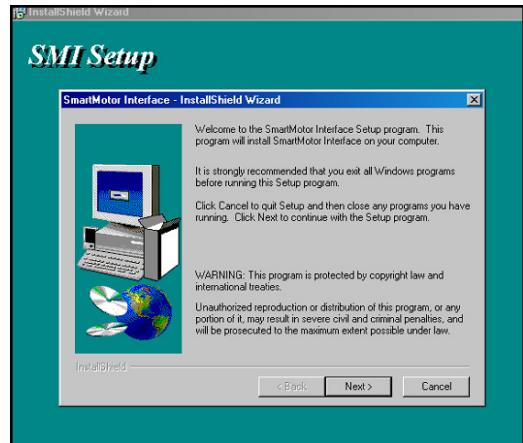 InstallShield Wizard
SMI Setup
SmartMotor Interface - InstallShield Wizard
Welcome to the SmartMotor Interface Setup program. This
program will install SmartMotor Interface on your computer.
It is strongly recommended that you exit all Windows programs
before running this Setup program.
Click Cancel to quit Setup and then close any programs you have
running. Click Next to continue with the Setup program.
WARNING: This program is protected by copyright law and
international treaties.
Unauthorized reproduction or distribution of this program, or any
portion of it, may result in severe civil and criminal penalties, and
will be prosecuted to the maximum extent possible under law.
InstallShield
< Back Next > Cancel